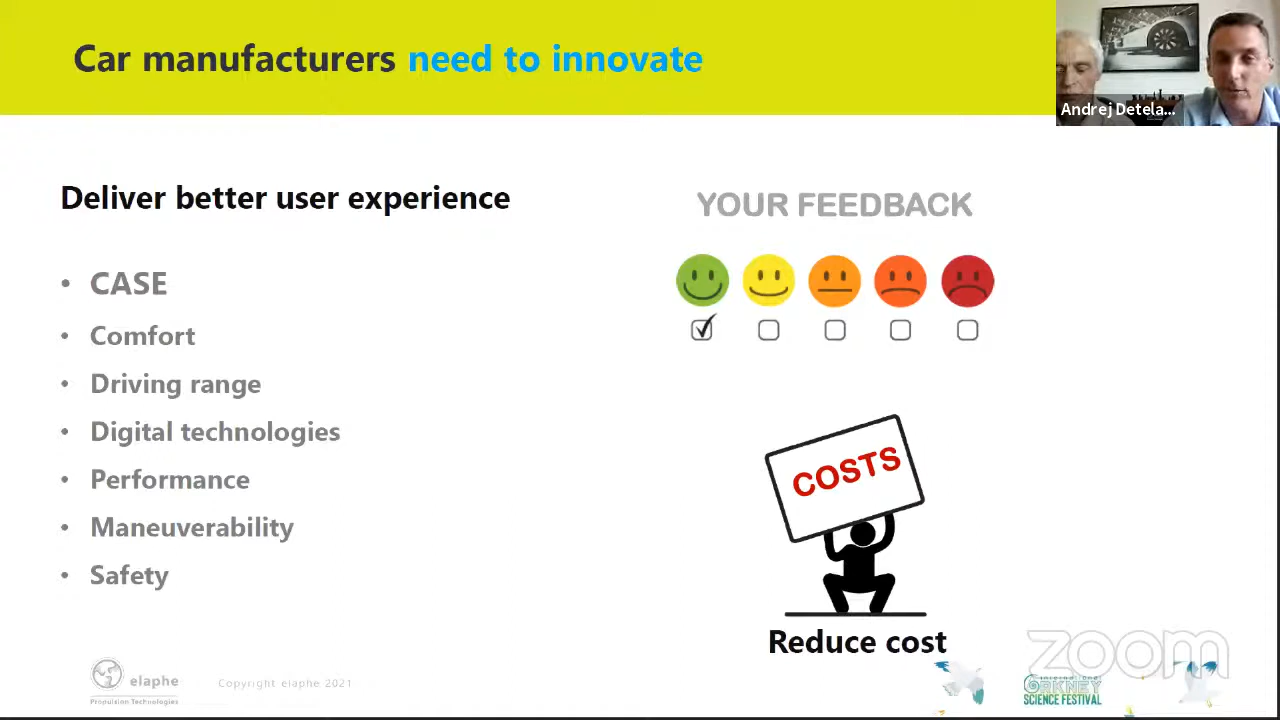 Car manufacturers need to innovate
Andrej Detela...
Deliver better user experience
YOUR FEEDBACK
• CASE
• Comfort
• Driving range
• Digital technologies
• Performance
• Maneuverability
• Safety
COSTS
Reduce cost
zoom
elaphe
Propulsion Technologies
Copyright elaphe 2021
International
ORKNEY
SCIENCE FESTIVAL